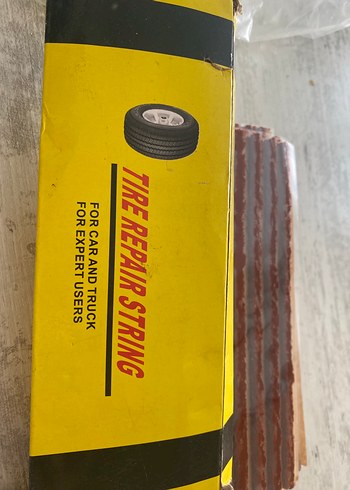 TIRE REPAIR STRING
FOR CAR AND TRUCK
FOR EXPERT USERS